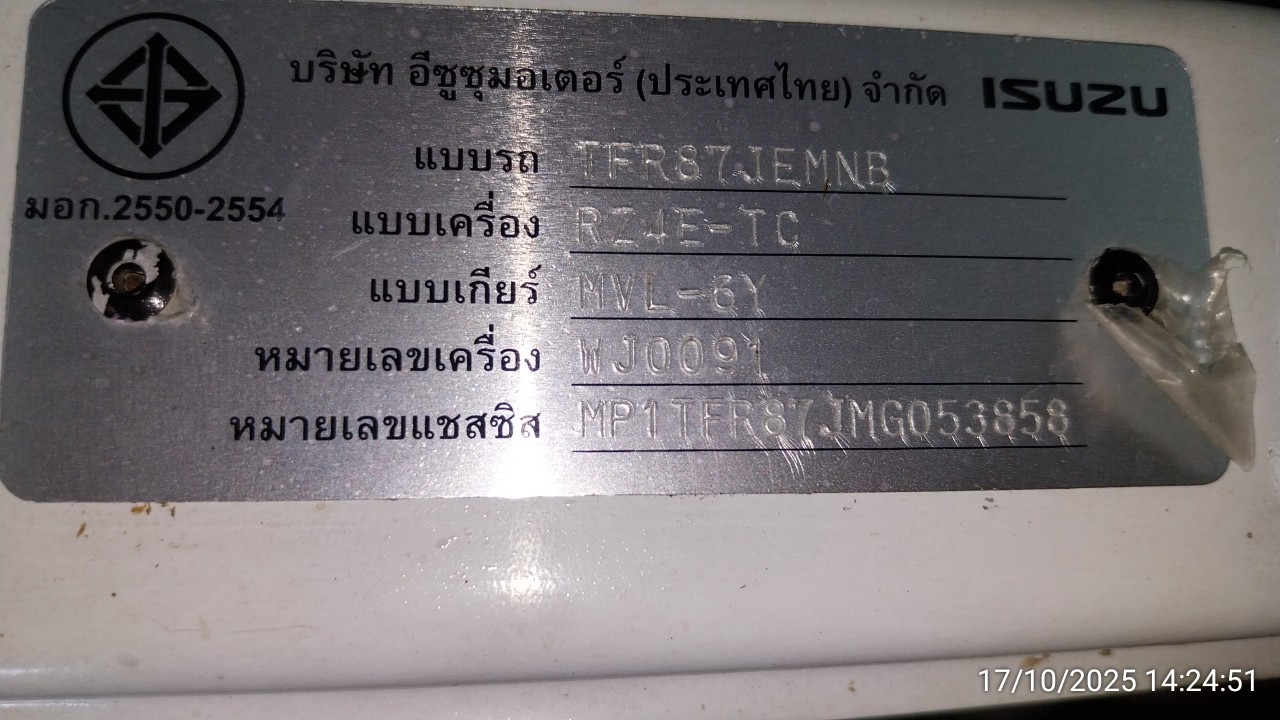 บริษัท อีซูซุมอเตอร์ (ประเทศไทย) จำกัด ISUZU
แบบรถ TFR87JEMNB
มอก.2550-2554
แบบเครื่อง RZ4E-TC
แบบเกียร์ MVL-6Y
หมายเลขเครื่อง WJ0091
หมายเลขแชสซิส MP1TFR87JMG053858
17/10/2025 14:24:51